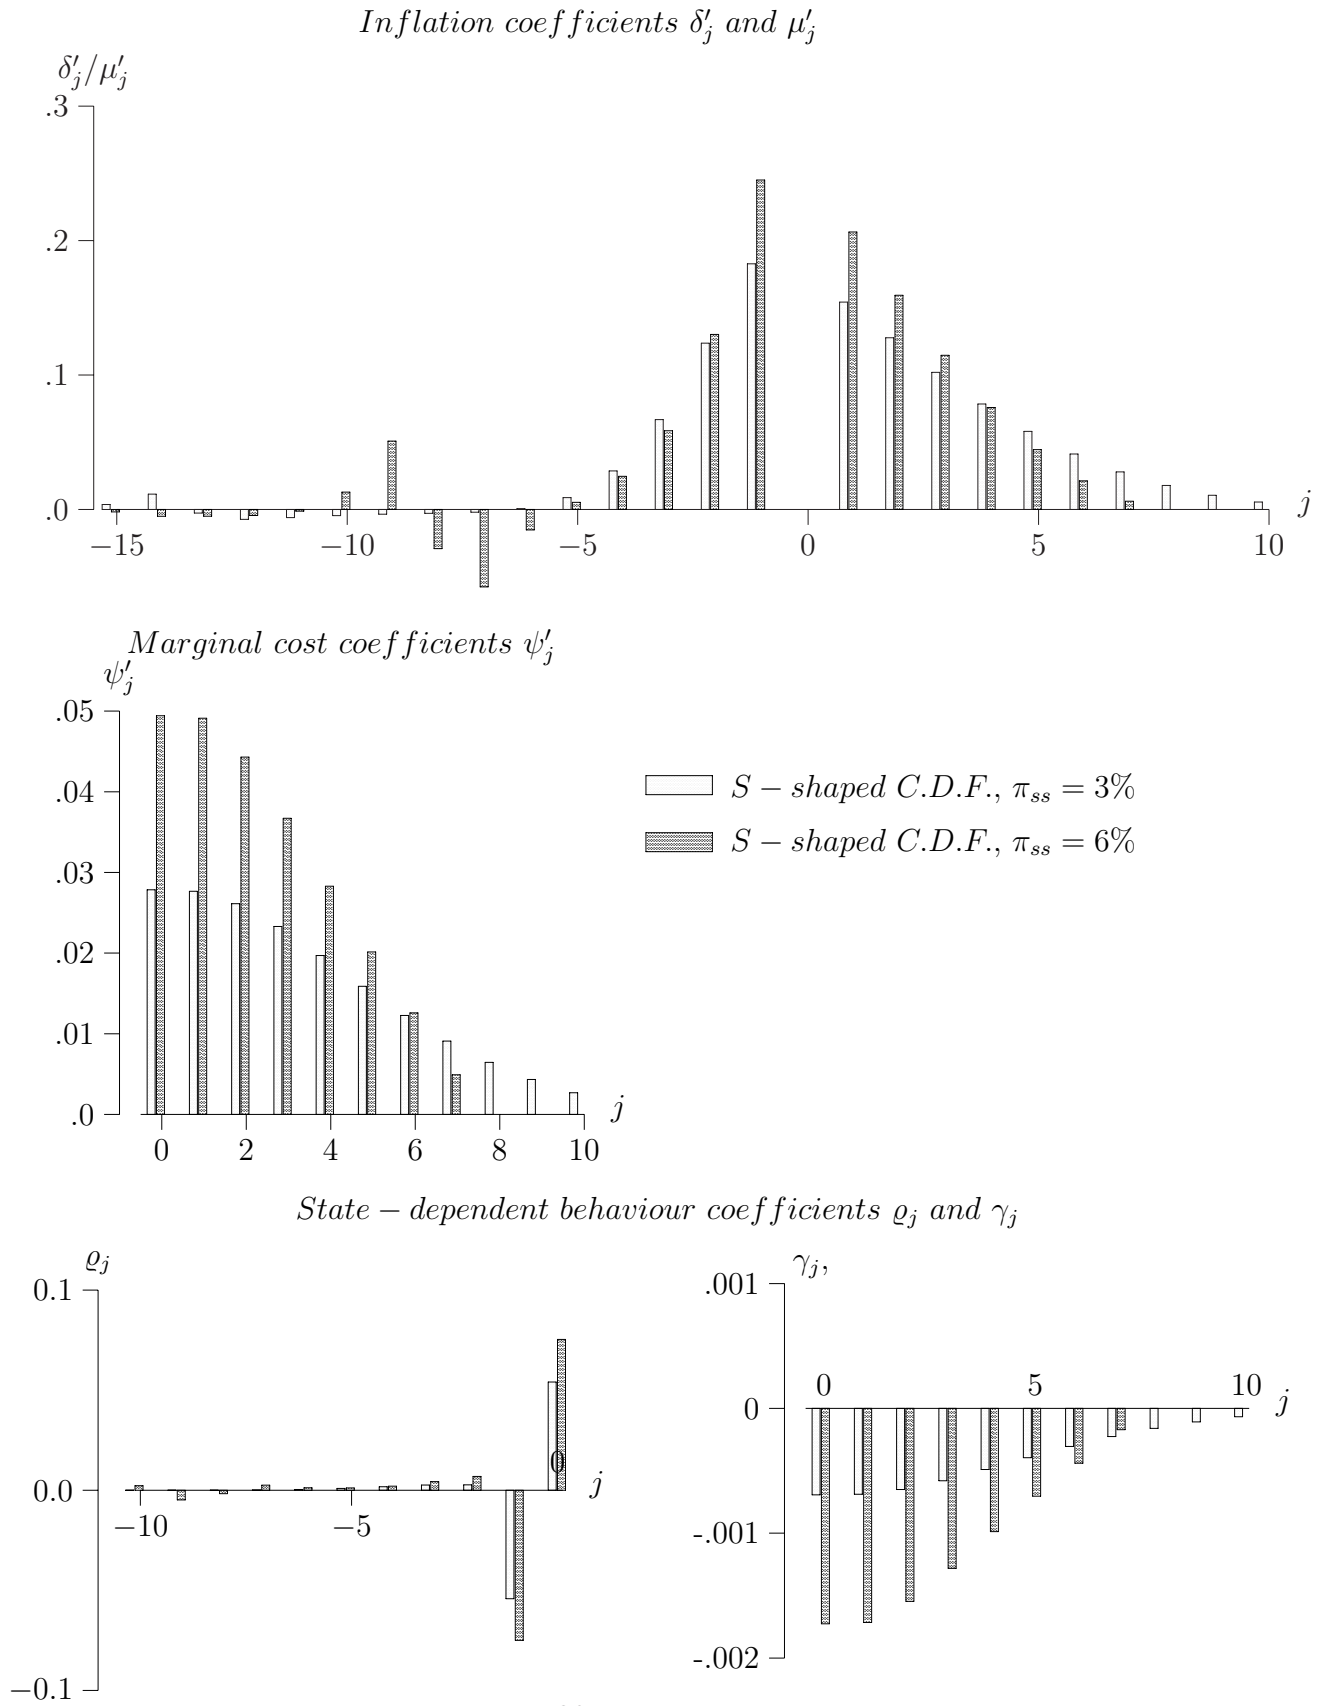 Inflation coefficients δ′j and μ′j
δ′j/μ′j
.3
.2
.1
.0
−15 −10 −5 0 5 10 j
Marginal cost coefficients ψ′j
ψ′j
.05
.04
.03
.02
.01
.0
0 2 4 6 8 10 j
S − shaped C.D.F., πss = 3%
S − shaped C.D.F., πss = 6%
State − dependent behaviour coefficients ϱj and γj
ϱj
0.1
0.0
−0.1
−10 −5 0 j
γj,
.001
0
-.001
-.002
0 5 10 j